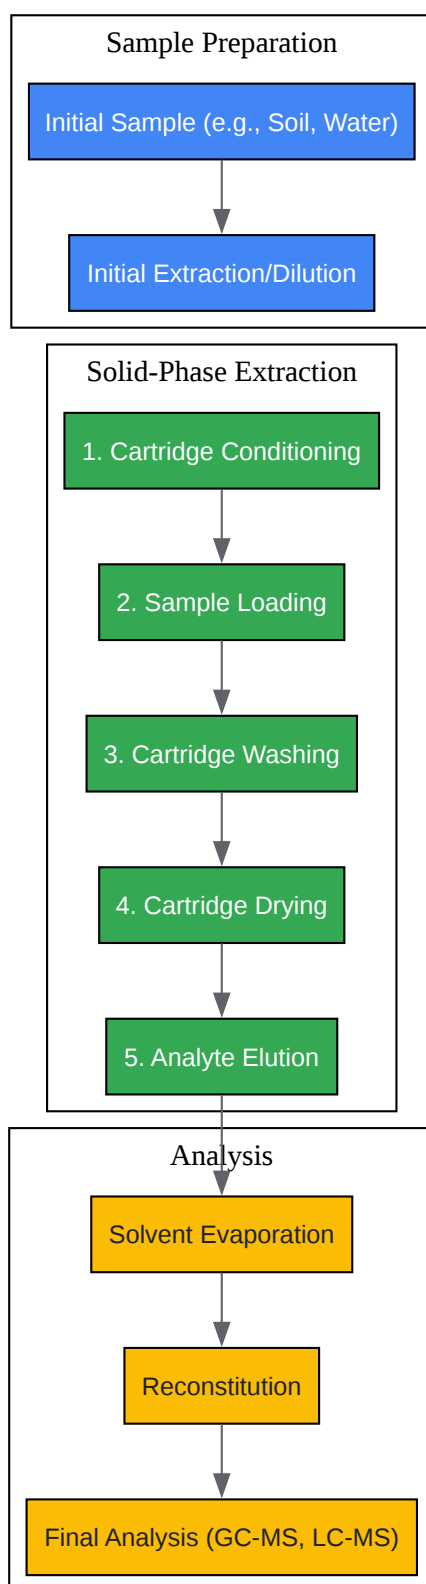 Sample Preparation
Initial Sample (e.g., Soil, Water)
Initial Extraction/Dilution
Solid-Phase Extraction
1. Cartridge Conditioning
2. Sample Loading
3. Cartridge Washing
4. Cartridge Drying
5. Analyte Elution
Analysis
Solvent Evaporation
Reconstitution
Final Analysis (GC-MS, LC-MS)